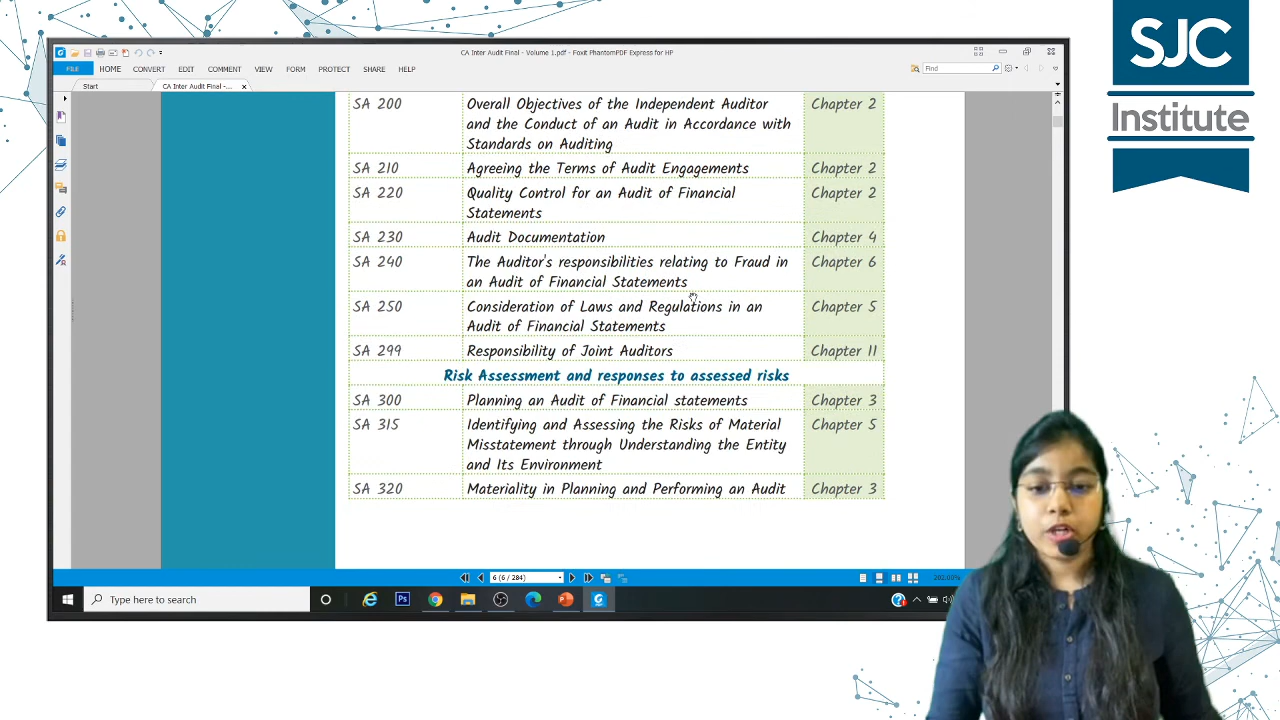 CA Inter Audit Final - Volume 1.pdf - Foxit PhantomPDF Express for HP
FILE HOME CONVERT EDIT COMMENT VIEW FORM PROTECT SHARE HELP
Find
Start CA Inter Audit Final -...
SA 200 Overall Objectives of the Independent Auditor Chapter 2
and the Conduct of an Audit in Accordance with
Standards on Auditing
SA 210 Agreeing the Terms of Audit Engagements Chapter 2
SA 220 Quality Control for an Audit of Financial Chapter 2
Statements
SA 230 Audit Documentation Chapter 4
SA 240 The Auditor's responsibilities relating to Fraud in Chapter 6
an Audit of Financial Statements
SA 250 Consideration of Laws and Regulations in an Chapter 5
Audit of Financial Statements
SA 299 Responsibility of Joint Auditors Chapter 11
Risk Assessment and responses to assessed risks
SA 300 Planning an Audit of Financial statements Chapter 3
SA 315 Identifying and Assessing the Risks of Material Chapter 5
Misstatement through Understanding the Entity
and Its Environment
SA 320 Materiality in Planning and Performing an Audit Chapter 3
6 (6 / 284)
Type here to search
Ps
SJC
Institute